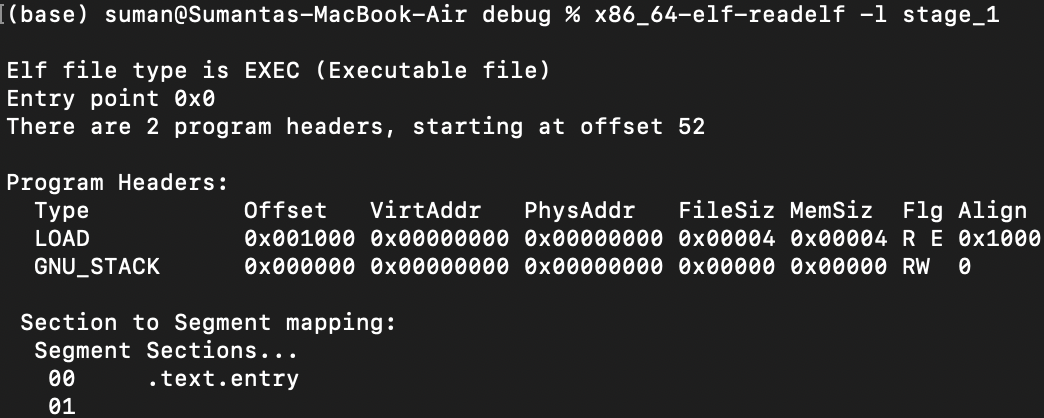 [(base) suman@Sumantas-MacBook-Air debug % x86_64-elf-readelf -l stage_1
Elf file type is EXEC (Executable file)
Entry point 0x0
There are 2 program headers, starting at offset 52
Program Headers:
  Type           Offset   VirtAddr   PhysAddr   FileSiz MemSiz  Flg Align
  LOAD           0x001000 0x00000000 0x00000000 0x00004 0x00004 R E 0x1000
  GNU_STACK      0x000000 0x00000000 0x00000000 0x00000 0x00000 RW  0
 Section to Segment mapping:
  Segment Sections...
   00     .text.entry
   01